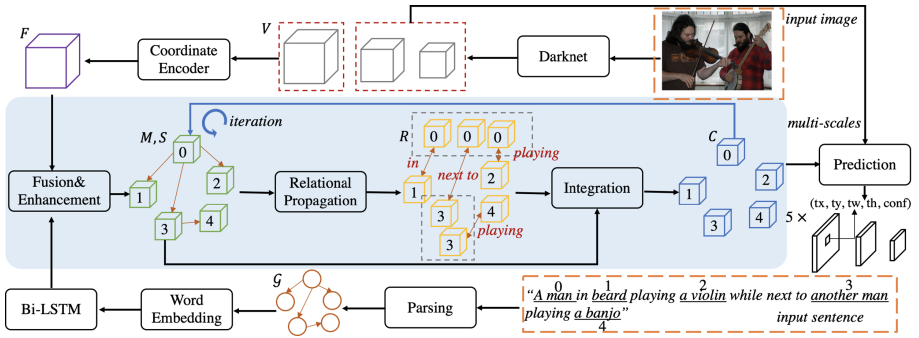 F
Coordinate
Encoder
V
Darknet
input image
M, S
0
iteration
1
2
3
4
Fusion&
Enhancement
Relational
Propagation
R
0
0
0
in
next to
playing
1
2
3
4
3
playing
Integration
C
0
1
2
3
4
multi-scales
Prediction
5 ×
(tx, ty, tw, th, conf)
Bi-LSTM
Word
Embedding
𝒢
Parsing
0 1 2 3
“A man in beard playing a violin while next to another man
playing a banjo”
4
input sentence